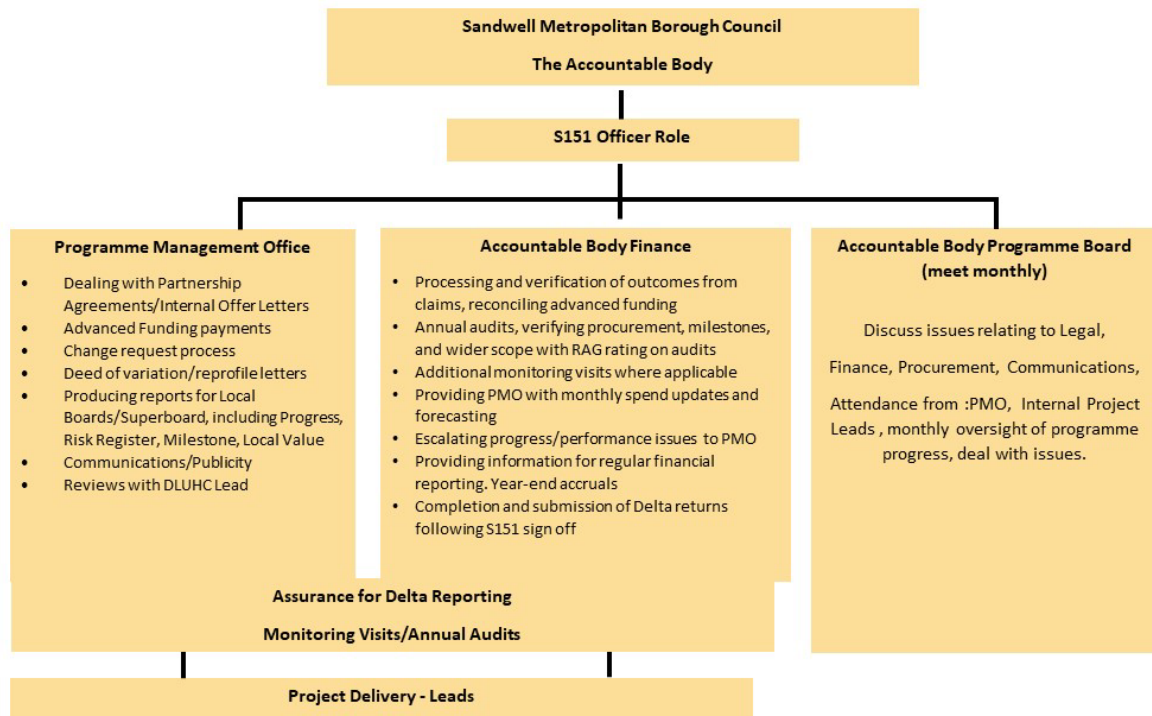 Sandwell Metropolitan Borough Council
The Accountable Body
S151 Officer Role
Programme Management Office
• Dealing with Partnership
Agreements/Internal Offer Letters
• Advanced Funding payments
• Change request process
• Deed of variation/reprofile letters
• Producing reports for Local
Boards/Superboard, including Progress,
Risk Register, Milestone, Local Value
• Communications/Publicity
• Reviews with DLUHC Lead
Accountable Body Finance
• Processing and verification of outcomes from
claims, reconciling advanced funding
• Annual audits, verifying procurement, milestones,
and wider scope with RAG rating on audits
• Additional monitoring visits where applicable
• Providing PMO with monthly spend updates and
forecasting
• Escalating progress/performance issues to PMO
• Providing information for regular financial
reporting. Year-end accruals
• Completion and submission of Delta returns
following S151 sign off
Accountable Body Programme Board
(meet monthly)
Discuss issues relating to Legal,
Finance, Procurement, Communications,
Attendance from :PMO, Internal Project
Leads , monthly oversight of programme
progress, deal with issues.
Assurance for Delta Reporting
Monitoring Visits/Annual Audits
Project Delivery - Leads